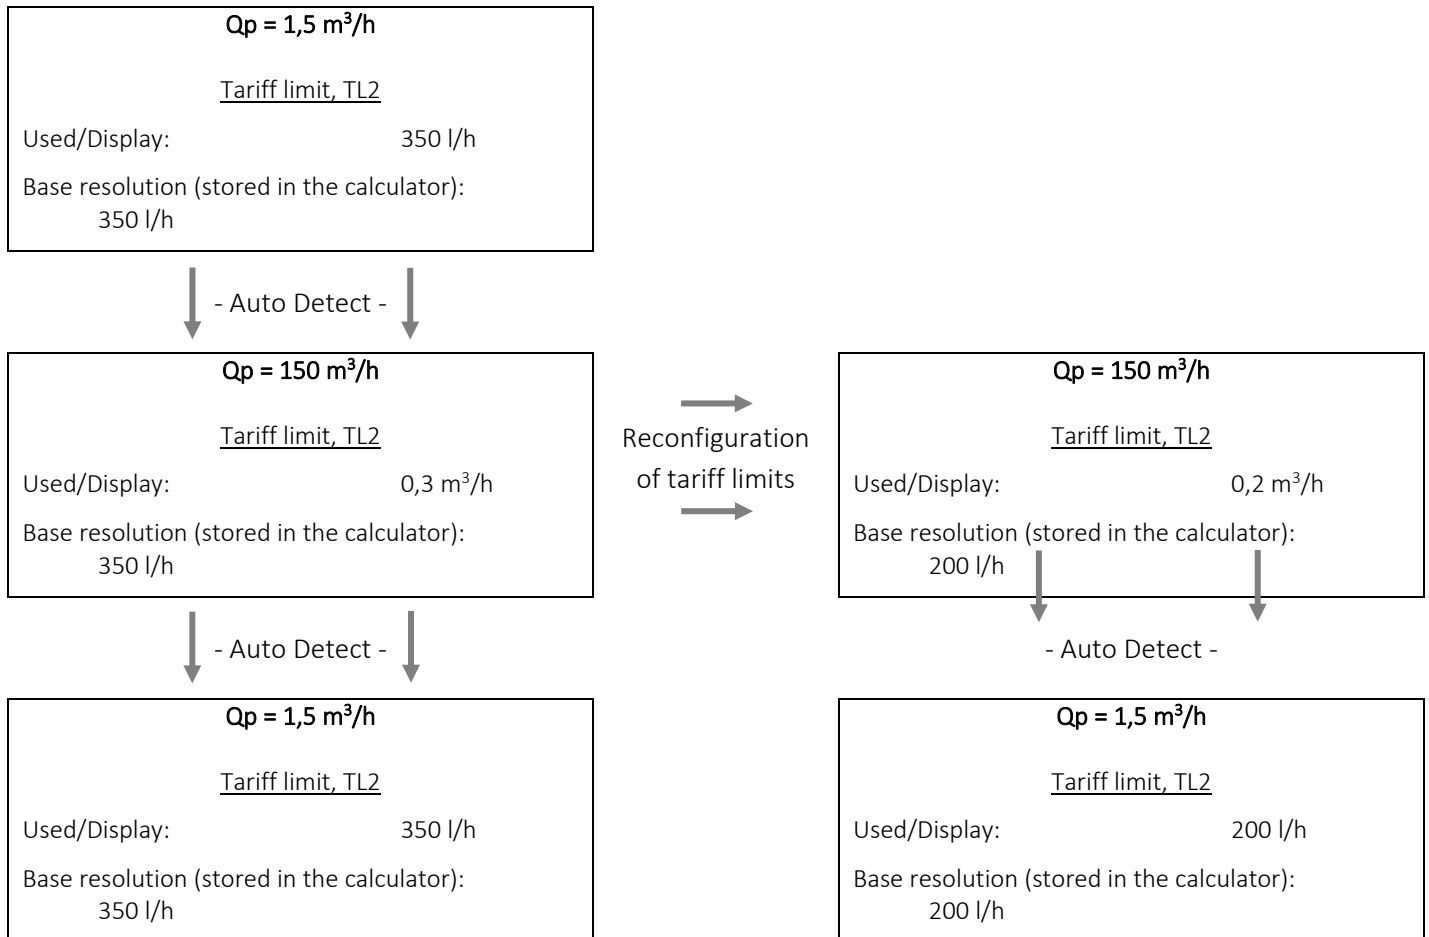 Qp = 1,5 m³/h
Tariff limit, TL2
Used/Display: 350 l/h
Base resolution (stored in the calculator):
350 l/h
- Auto Detect -
Qp = 150 m³/h
Tariff limit, TL2
Used/Display: 0,3 m³/h
Base resolution (stored in the calculator):
350 l/h
Reconfiguration
of tariff limits
Qp = 150 m³/h
Tariff limit, TL2
Used/Display: 0,2 m³/h
Base resolution (stored in the calculator):
200 l/h
- Auto Detect -
- Auto Detect -
Qp = 1,5 m³/h
Tariff limit, TL2
Used/Display: 350 l/h
Base resolution (stored in the calculator):
350 l/h
Qp = 1,5 m³/h
Tariff limit, TL2
Used/Display: 200 l/h
Base resolution (stored in the calculator):
200 l/h